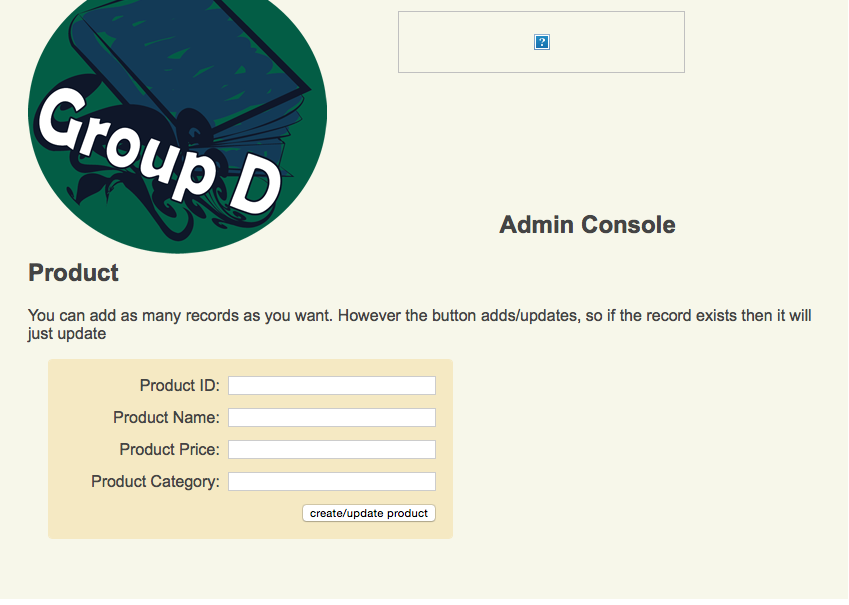 Group D
Admin Console
Product
You can add as many records as you want. However the button adds/updates, so if the record exists then it will
just update
Product ID:
Product Name:
Product Price:
Product Category:
create/update product